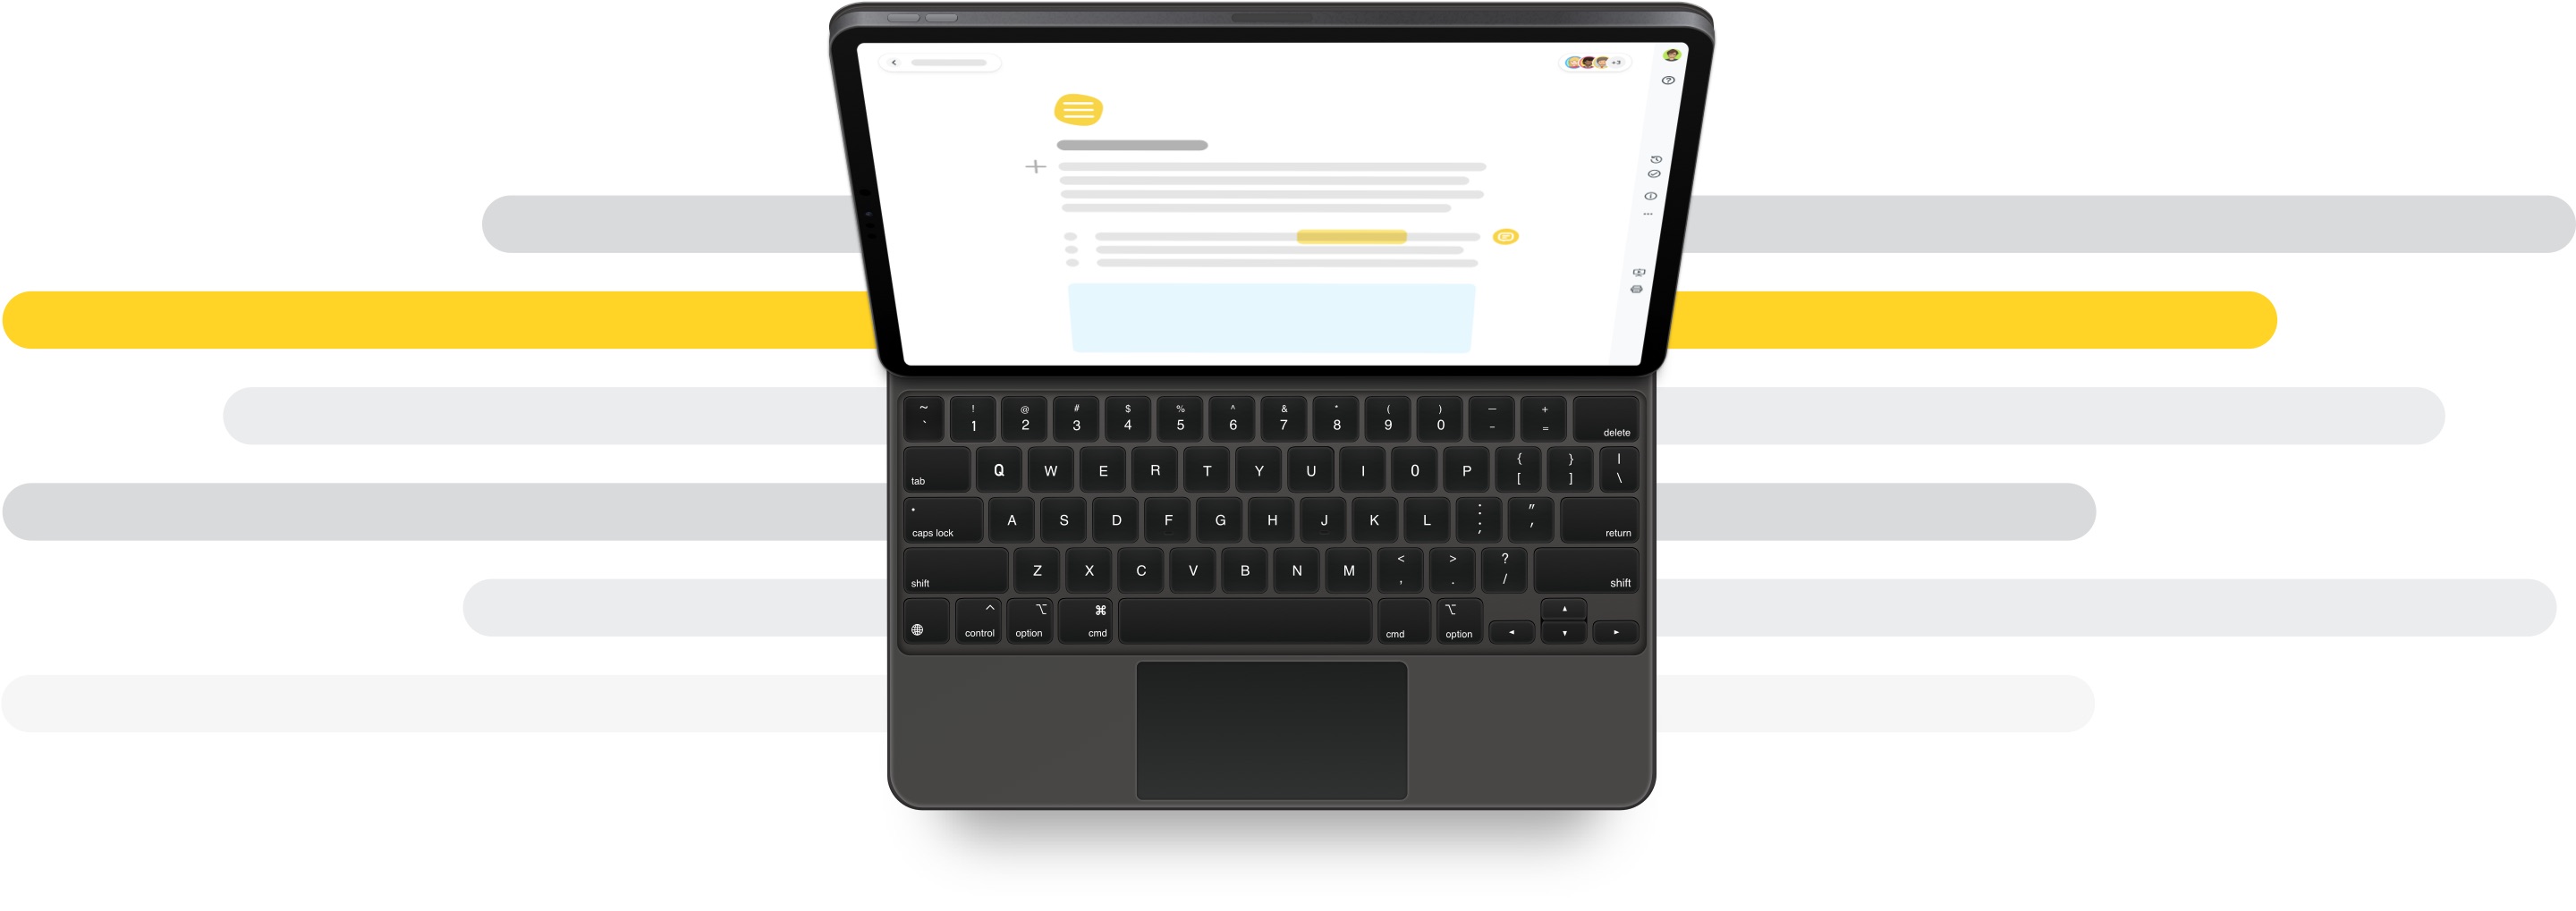 +3
~ ! @ # $ % ^ & * ( ) — +
` 1 2 3 4 5 6 7 8 9 0 - = delete
tab Q W E R T Y U I O P { [ } ] | \
caps lock A S D F G H J K L : ; " ' return
shift Z X C V B N M < , > . ? / shift
^ control ⌥ option ⌘ cmd cmd ⌥ option ◂ ▴ ▾ ▸